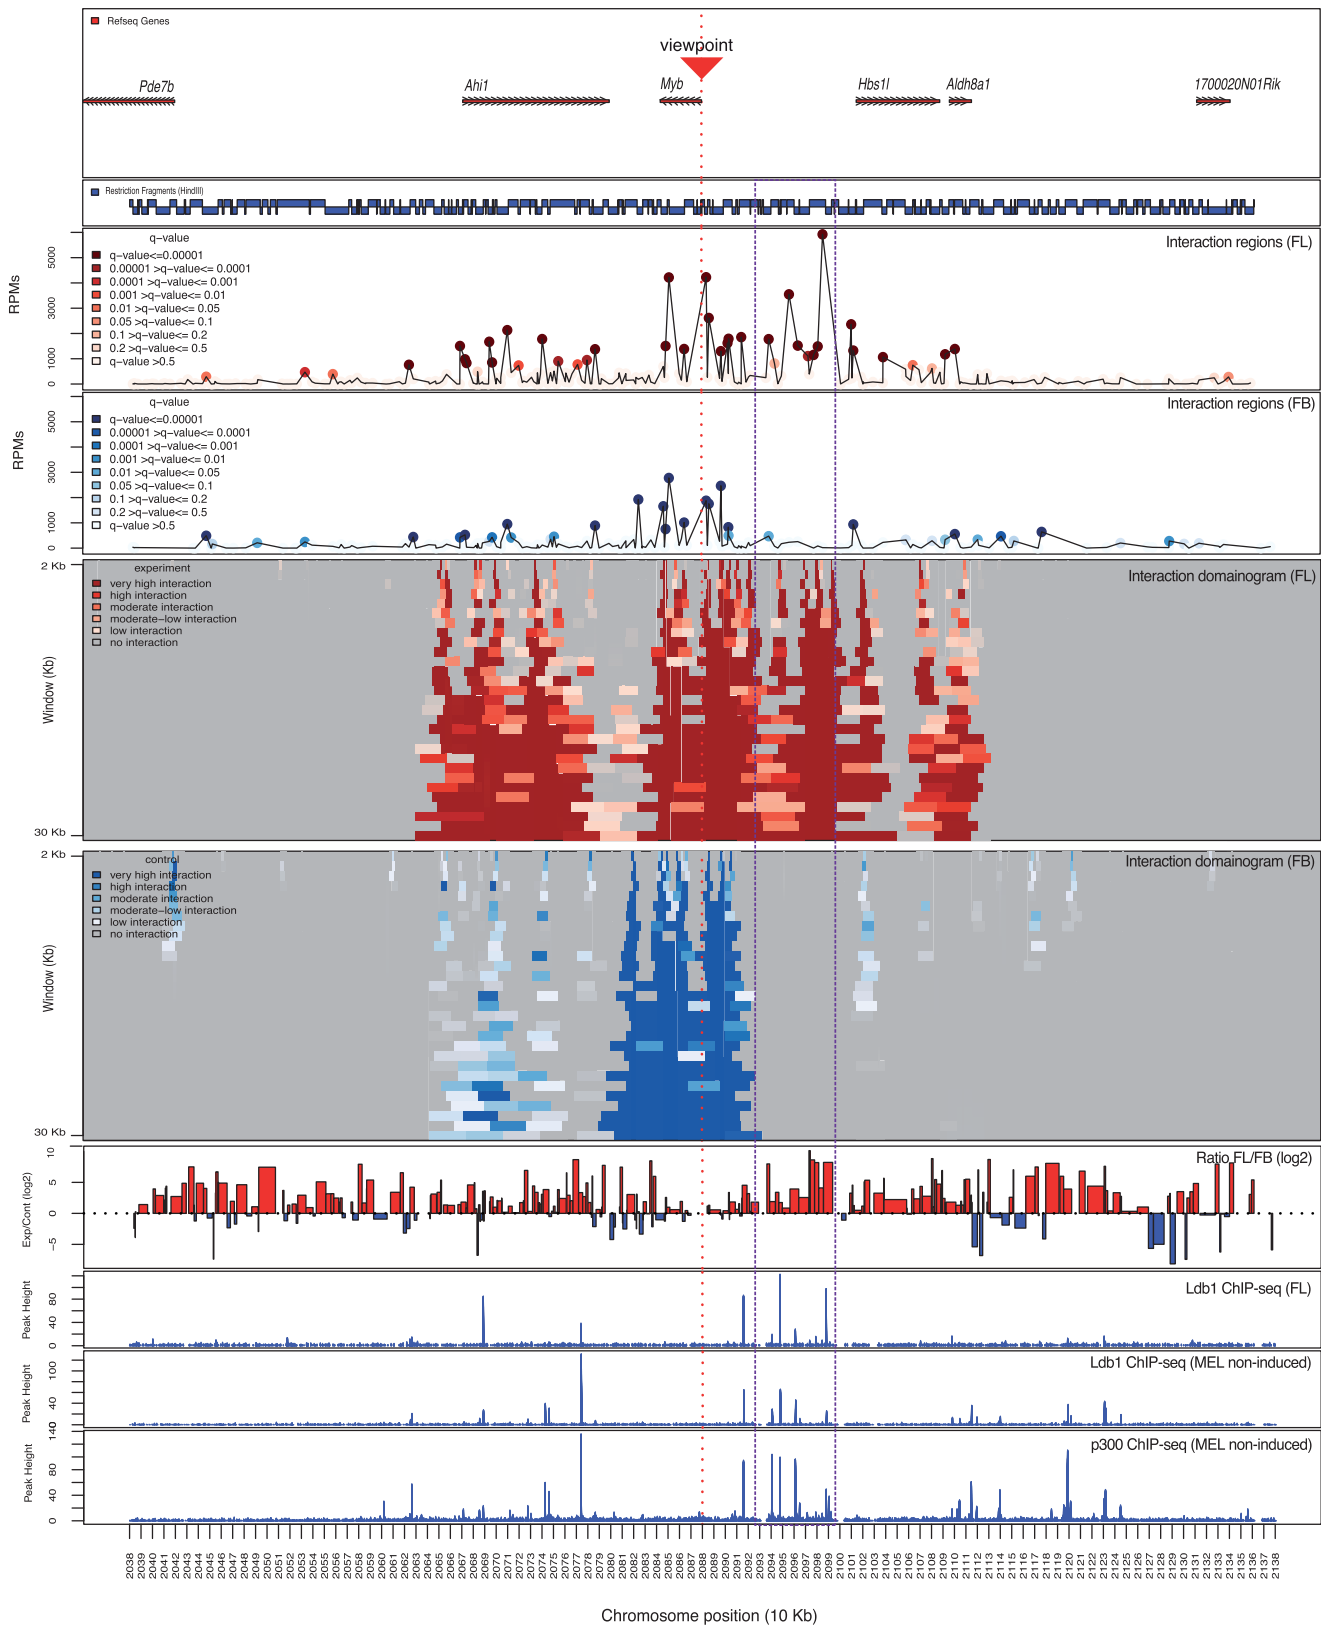 Refseq Genes
viewpoint
Pde7b
Ahi1
Myb
Hbs1l
Aldh8a1
1700020N01Rik
Restriction Fragments (HindIII)
Interaction regions (FL)
RPMs
0
1000
3000
5000
q-value
q-value<=0.00001
0.00001 >q-value<= 0.0001
0.0001 >q-value<= 0.001
0.001 >q-value<= 0.01
0.01 >q-value<= 0.05
0.05 >q-value<= 0.1
0.1 >q-value<= 0.2
0.2 >q-value<= 0.5
q-value >0.5
Interaction regions (FB)
RPMs
0
1000
3000
5000
q-value
q-value<=0.00001
0.00001 >q-value<= 0.0001
0.0001 >q-value<= 0.001
0.001 >q-value<= 0.01
0.01 >q-value<= 0.05
0.05 >q-value<= 0.1
0.1 >q-value<= 0.2
0.2 >q-value<= 0.5
q-value >0.5
Interaction domainogram (FL)
2 Kb
Window (Kb)
30 Kb
experiment
very high interaction
high interaction
moderate interaction
moderate-low interaction
low interaction
no interaction
Interaction domainogram (FB)
2 Kb
Window (Kb)
30 Kb
control
very high interaction
high interaction
moderate interaction
moderate-low interaction
low interaction
no interaction
Ratio FL/FB (log2)
Exp/Cont (log2)
-5
0
5
10
Ldb1 ChIP-seq (FL)
Peak Height
0
40
80
Ldb1 ChIP-seq (MEL non-induced)
Peak Height
0
40
100
p300 ChIP-seq (MEL non-induced)
Peak Height
0
40
80
140
2038 2039 2040 2041 2042 2043 2044 2045 2046 2047 2048 2049 2050 2051 2052 2053 2054 2055 2056 2057 2058 2059 2060 2061 2062 2063 2064 2065 2066 2067 2068 2069 2070 2071 2072 2073 2074 2075 2076 2077 2078 2079 2080 2081 2082 2083 2084 2085 2086 2087 2088 2089 2090 2091 2092 2093 2094 2095 2096 2097 2098 2099 2100 2101 2102 2103 2104 2105 2106 2107 2108 2109 2110 2111 2112 2113 2114 2115 2116 2117 2118 2119 2120 2121 2122 2123 2124 2125 2126 2127 2128 2129 2130 2131 2132 2133 2134 2135 2136 2137 2138
Chromosome position (10 Kb)